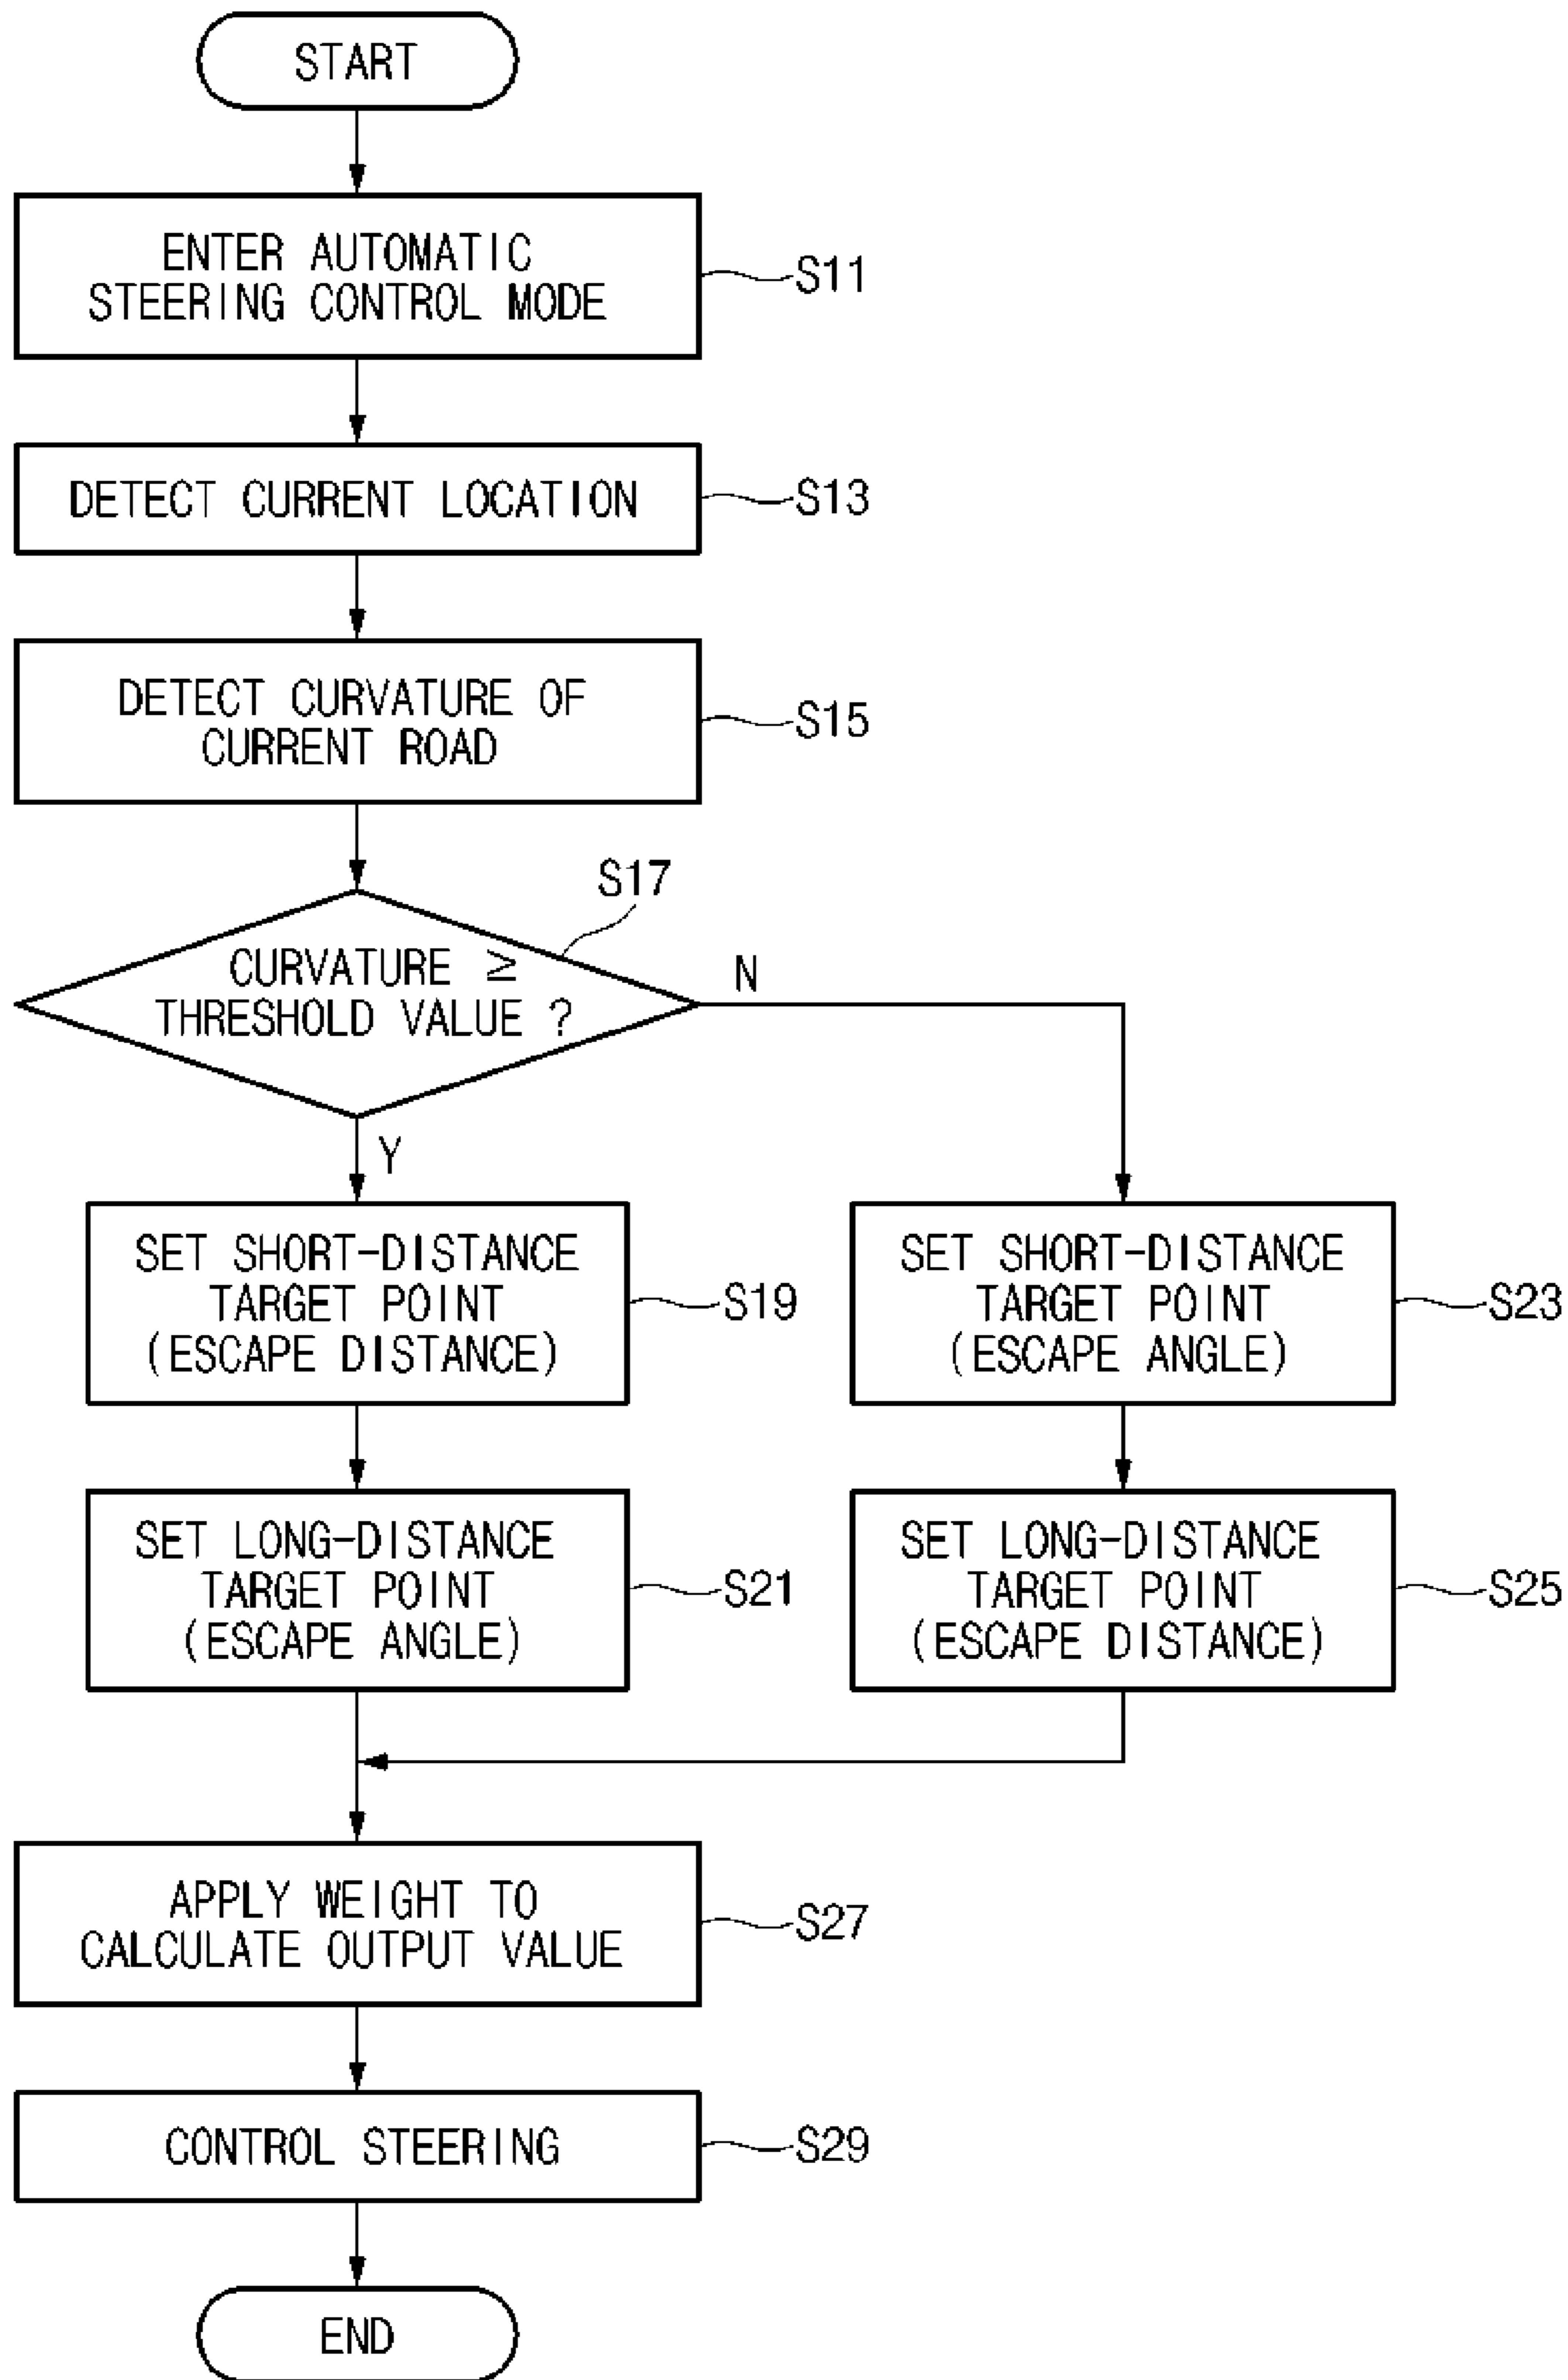 START
ENTER AUTOMATIC
STEERING CONTROL MODE
S11
DETECT CURRENT LOCATION
S13
DETECT CURVATURE OF
CURRENT ROAD
S15
S17
CURVATURE ≥
THRESHOLD VALUE ?
N
Y
SET SHORT-DISTANCE
TARGET POINT
(ESCAPE DISTANCE)
S19
SET SHORT-DISTANCE
TARGET POINT
(ESCAPE ANGLE)
S23
SET LONG-DISTANCE
TARGET POINT
(ESCAPE ANGLE)
S21
SET LONG-DISTANCE
TARGET POINT
(ESCAPE DISTANCE)
S25
APPLY WEIGHT TO
CALCULATE OUTPUT VALUE
S27
CONTROL STEERING
S29
END